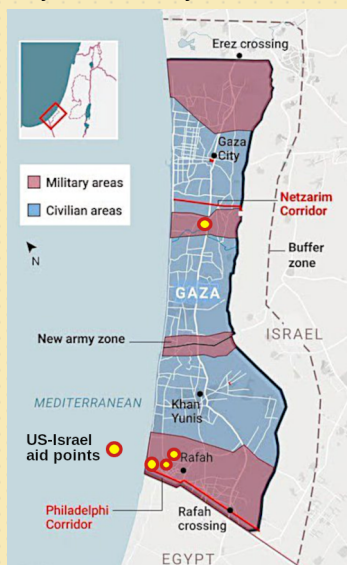 Erez crossing
Gaza
City
Military areas
Civilian areas
Netzarim
Corridor
N
Buffer
zone
GAZA
ISRAEL
New army zone
MEDITERRANEAN
Khan
Yunis
US-Israel
aid points
Rafah
Philadelphi
Corridor
Rafah
crossing
EGYPT